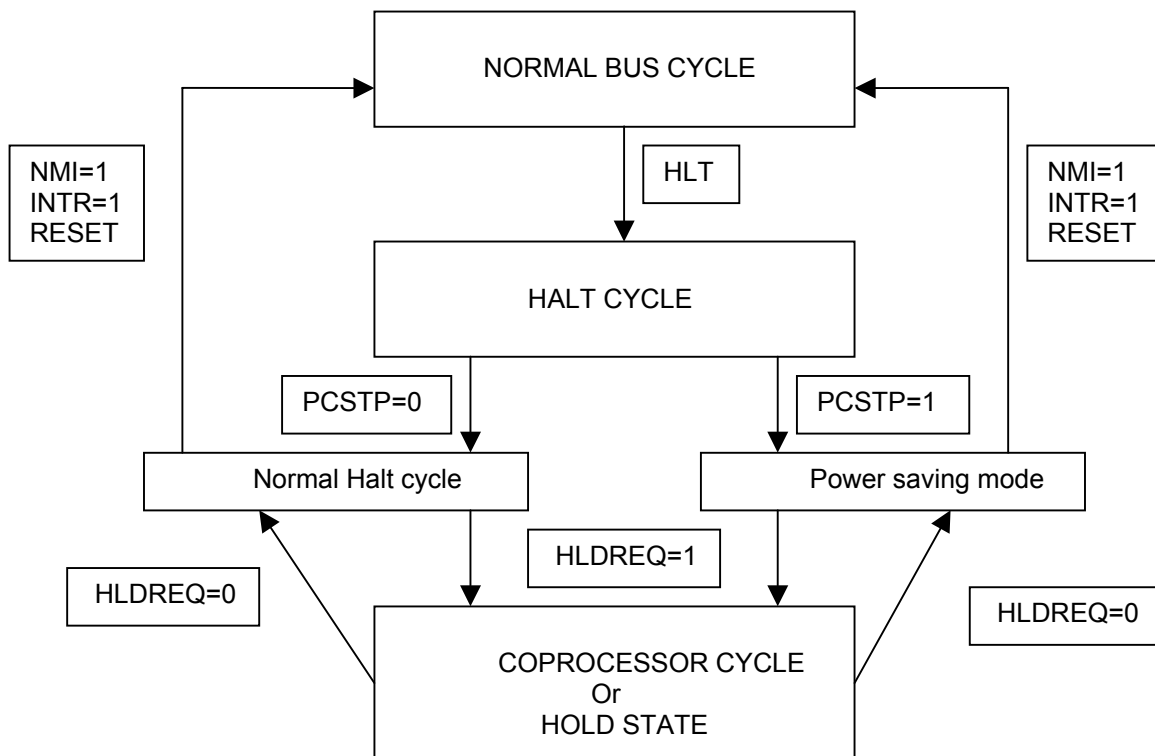 NORMAL BUS CYCLE
NMI=1
INTR=1
RESET
HLT
NMI=1
INTR=1
RESET
HALT CYCLE
PCSTP=0
PCSTP=1
Normal Halt cycle
Power saving mode
HLDREQ=1
HLDREQ=0
HLDREQ=0
COPROCESSOR CYCLE
Or
HOLD STATE